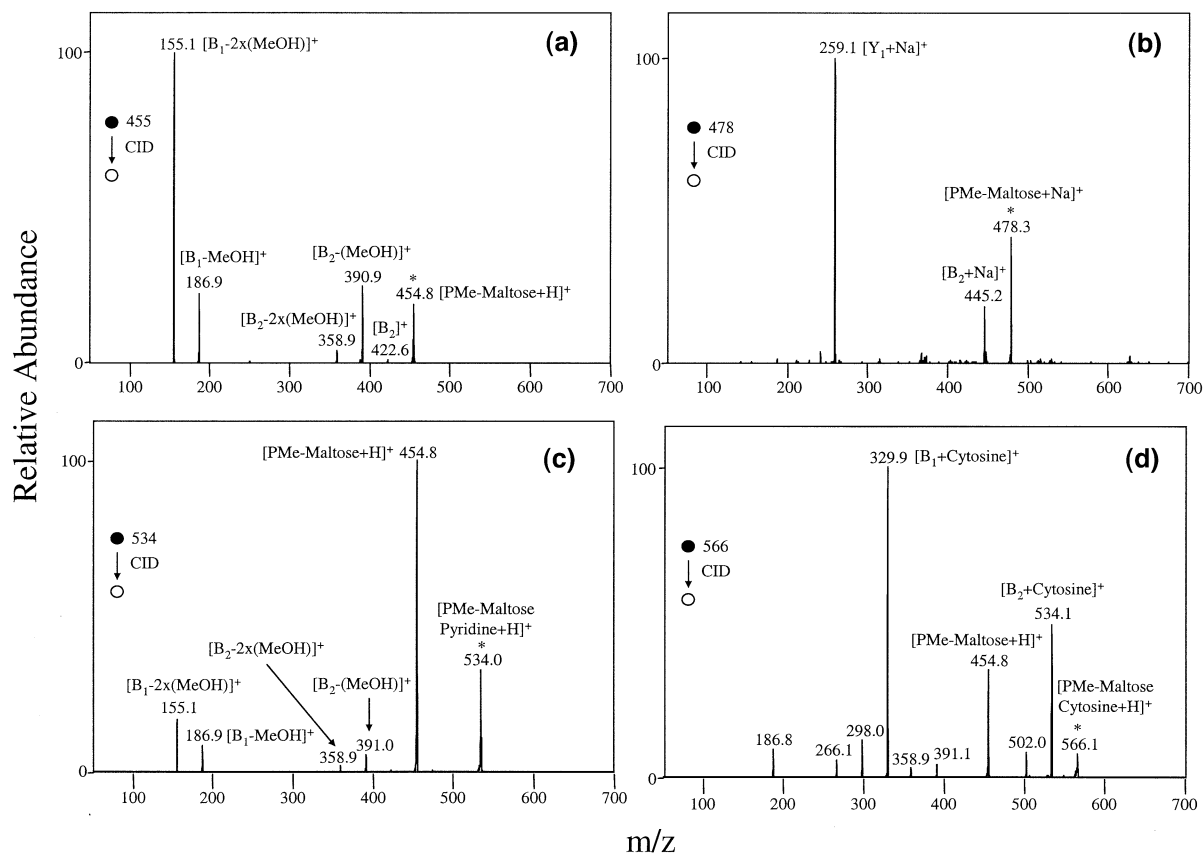 Relative Abundance
(a)
100
155.1 [B₁-2x(MeOH)]⁺
455
CID
[B₁-MeOH]⁺
186.9
[B₂-(MeOH)]⁺
390.9
*
454.8 [PMe-Maltose+H]⁺
[B₂-2x(MeOH)]⁺
358.9
[B₂]⁺
422.6
0
100 200 300 400 500 600 700
(b)
100
259.1 [Y₁+Na]⁺
478
CID
[PMe-Maltose+Na]⁺
*
478.3
[B₂+Na]⁺
445.2
0
100 200 300 400 500 600 700
(c)
[PMe-Maltose+H]⁺ 454.8
100
534
CID
[PMe-Maltose
Pyridine+H]⁺
*
534.0
[B₂-2x(MeOH)]⁺
[B₂-(MeOH)]⁺
[B₁-2x(MeOH)]⁺
155.1
186.9 [B₁-MeOH]⁺
358.9
391.0
0
100 200 300 400 500 600 700
(d)
100
329.9 [B₁+Cytosine]⁺
566
CID
[B₂+Cytosine]⁺
534.1
[PMe-Maltose+H]⁺
454.8
[PMe-Maltose
Cytosine+H]⁺
*
566.1
186.8
266.1
298.0
358.9
391.1
502.0
0
100 200 300 400 500 600 700
m/z